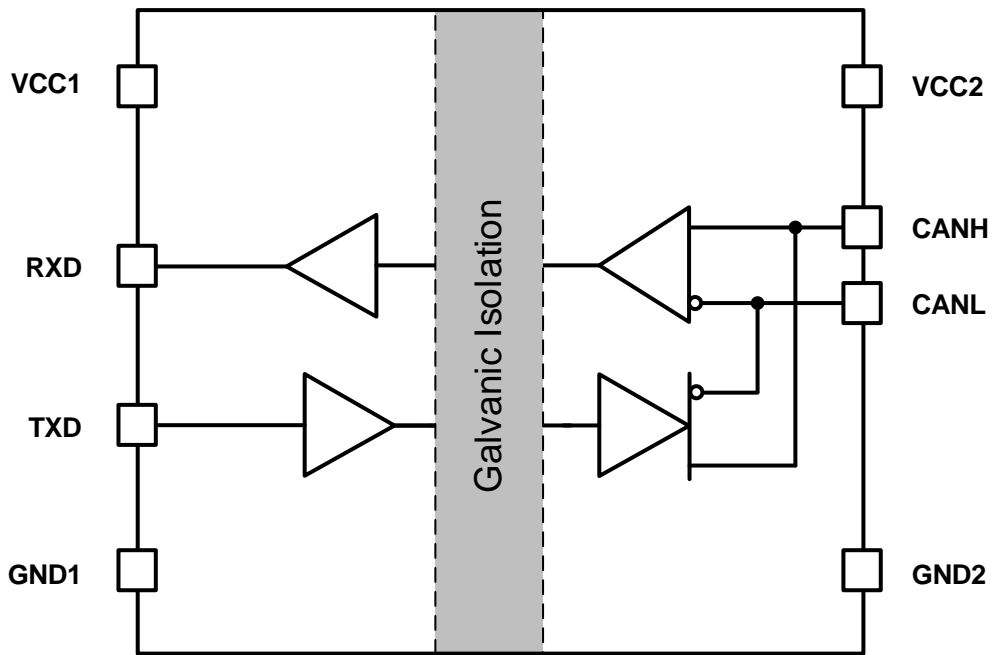 VCC1
VCC2
RXD
CANH
CANL
TXD
GND1
GND2
Galvanic Isolation